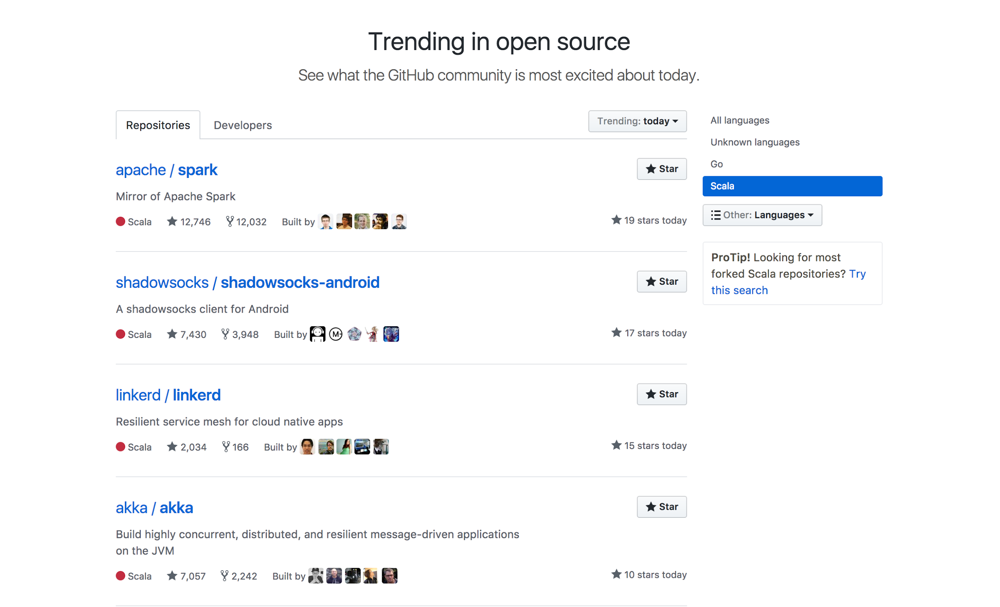 Trending in open source
See what the GitHub community is most excited about today.
Repositories
Developers
Trending: today
apache / spark
Star
Mirror of Apache Spark
Scala 12,746 12,032 Built by
19 stars today
shadowsocks / shadowsocks-android
Star
A shadowsocks client for Android
Scala 7,430 3,948 Built by
M-
17 stars today
linkerd / linkerd
Star
Resilient service mesh for cloud native apps
Scala 2,034 166 Built by
15 stars today
akka / akka
Star
Build highly concurrent, distributed, and resilient message-driven applications
on the JVM
Scala 7,057 2,242 Built by
10 stars today
All languages
Unknown languages
Go
Scala
Other: Languages
ProTip! Looking for most
forked Scala repositories? Try
this search